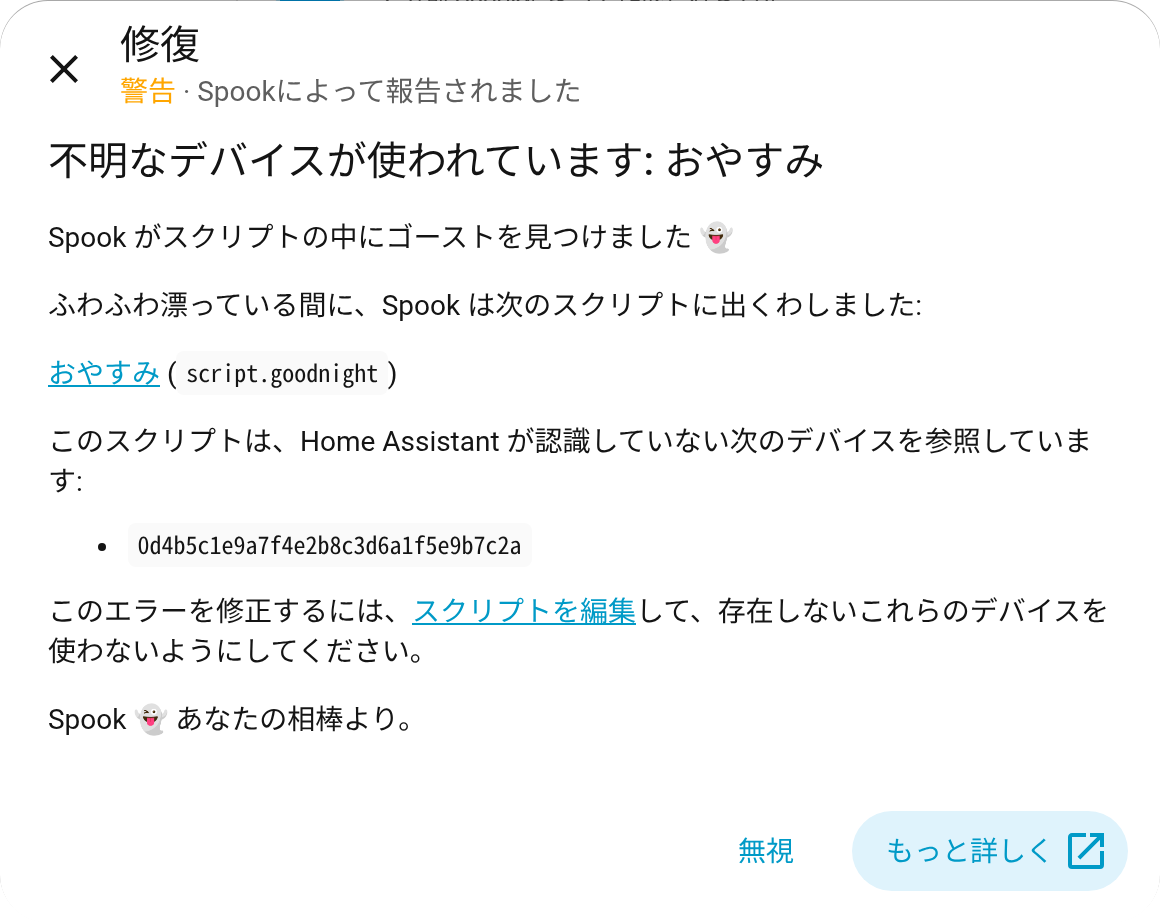 修復
警告 · Spookによって報告されました
不明なデバイスが使われています: おやすみ
Spook がスクリプトの中にゴーストを見つけました 👻
ふわふわ漂っている間に、Spook は次のスクリプトに出くわしました:
おやすみ ( script.goodnight )
このスクリプトは、Home Assistant が認識していない次のデバイスを参照していま
す:
• 0d4b5c1e9a7f4e2b8c3d6a1f5e9b7c2a
このエラーを修正するには、スクリプトを編集して、存在しないこれらのデバイスを
使わないようにしてください。
Spook 👻 あなたの相棒より。
無視
もっと詳しく